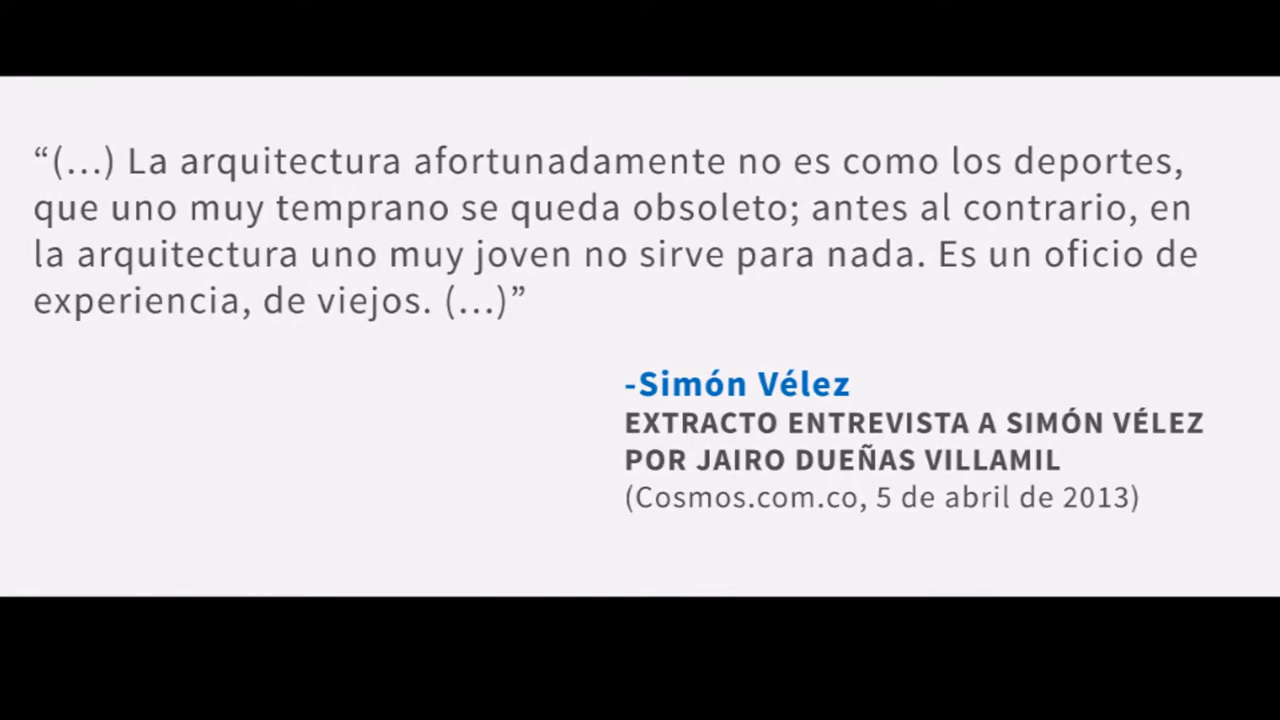 “(...) La arquitectura afortunadamente no es como los deportes,
que uno muy temprano se queda obsoleto; antes al contrario, en
la arquitectura uno muy joven no sirve para nada. Es un oficio de
experiencia, de viejos. (...)”
-Simón Vélez
EXTRACTO ENTREVISTA A SIMÓN VÉLEZ
POR JAIRO DUEÑAS VILLAMIL
(Cosmos.com.co, 5 de abril de 2013)